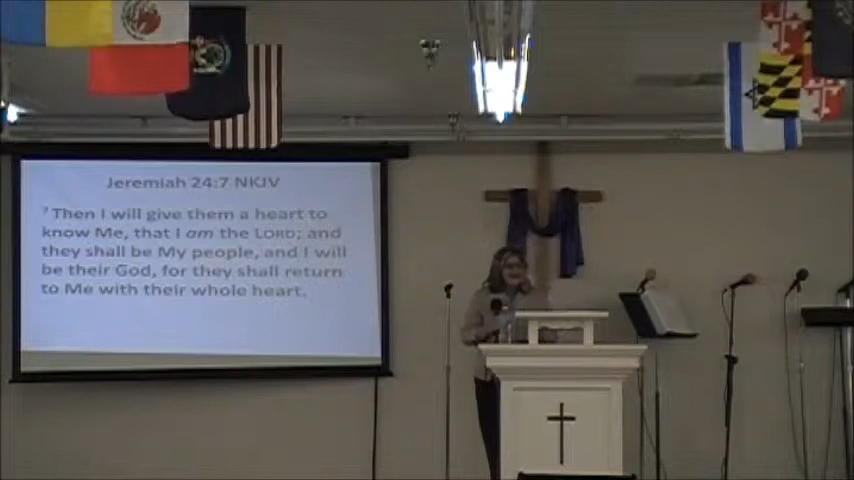 Jeremiah 24:7 NKJV
⁷ Then I will give them a heart to
know Me, that I am the LORD; and
they shall be My people, and I will
be their God, for they shall return
to Me with their whole heart.